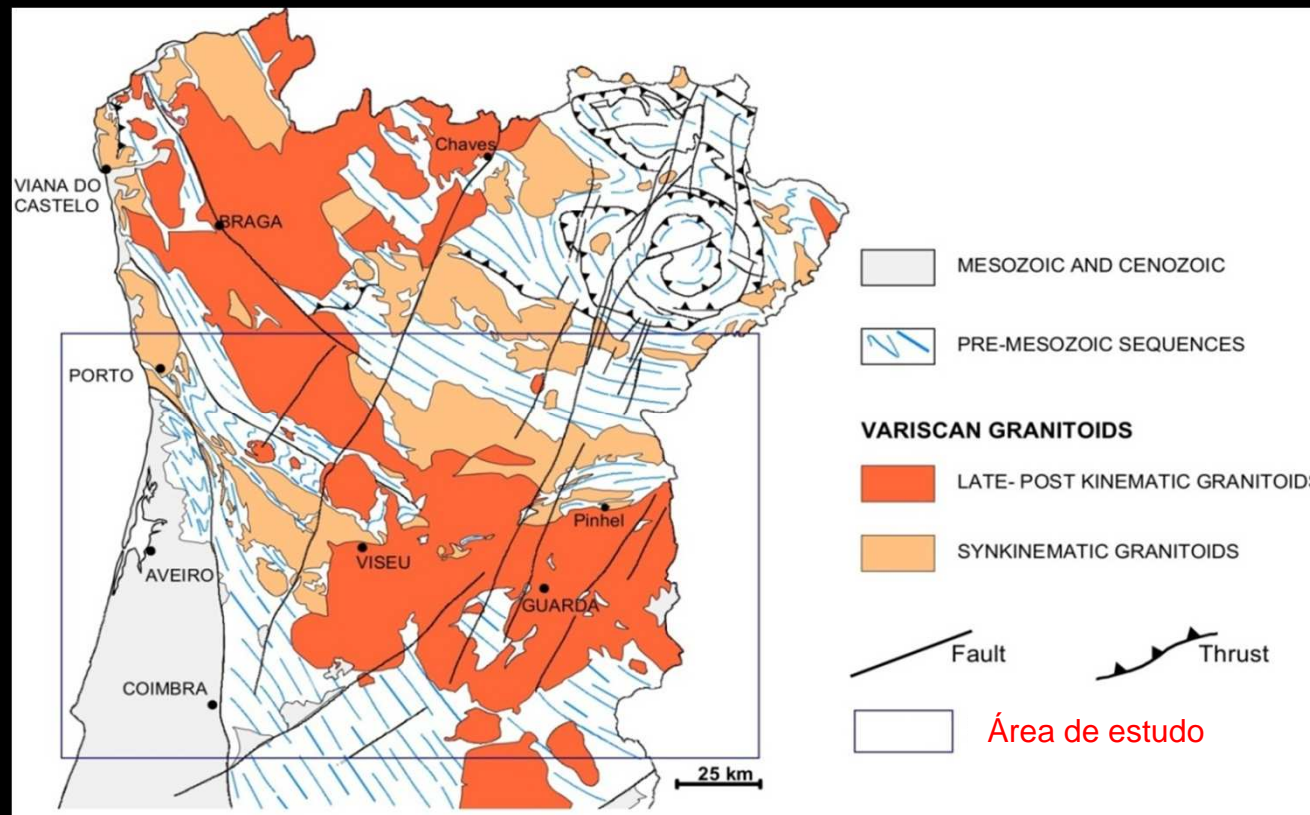 Chaves
VIANA DO
CASTELO
BRAGA
PORTO
Pinhel
VISEU
AVEIRO
GUARDA
COIMBRA
25 km
MESOZOIC AND CENOZOIC
PRE-MESOZOIC SEQUENCES
VARISCAN GRANITOIDS
LATE- POST KINEMATIC GRANITOIDS
SYNKINEMATIC GRANITOIDS
Fault
Thrust
Área de estudo